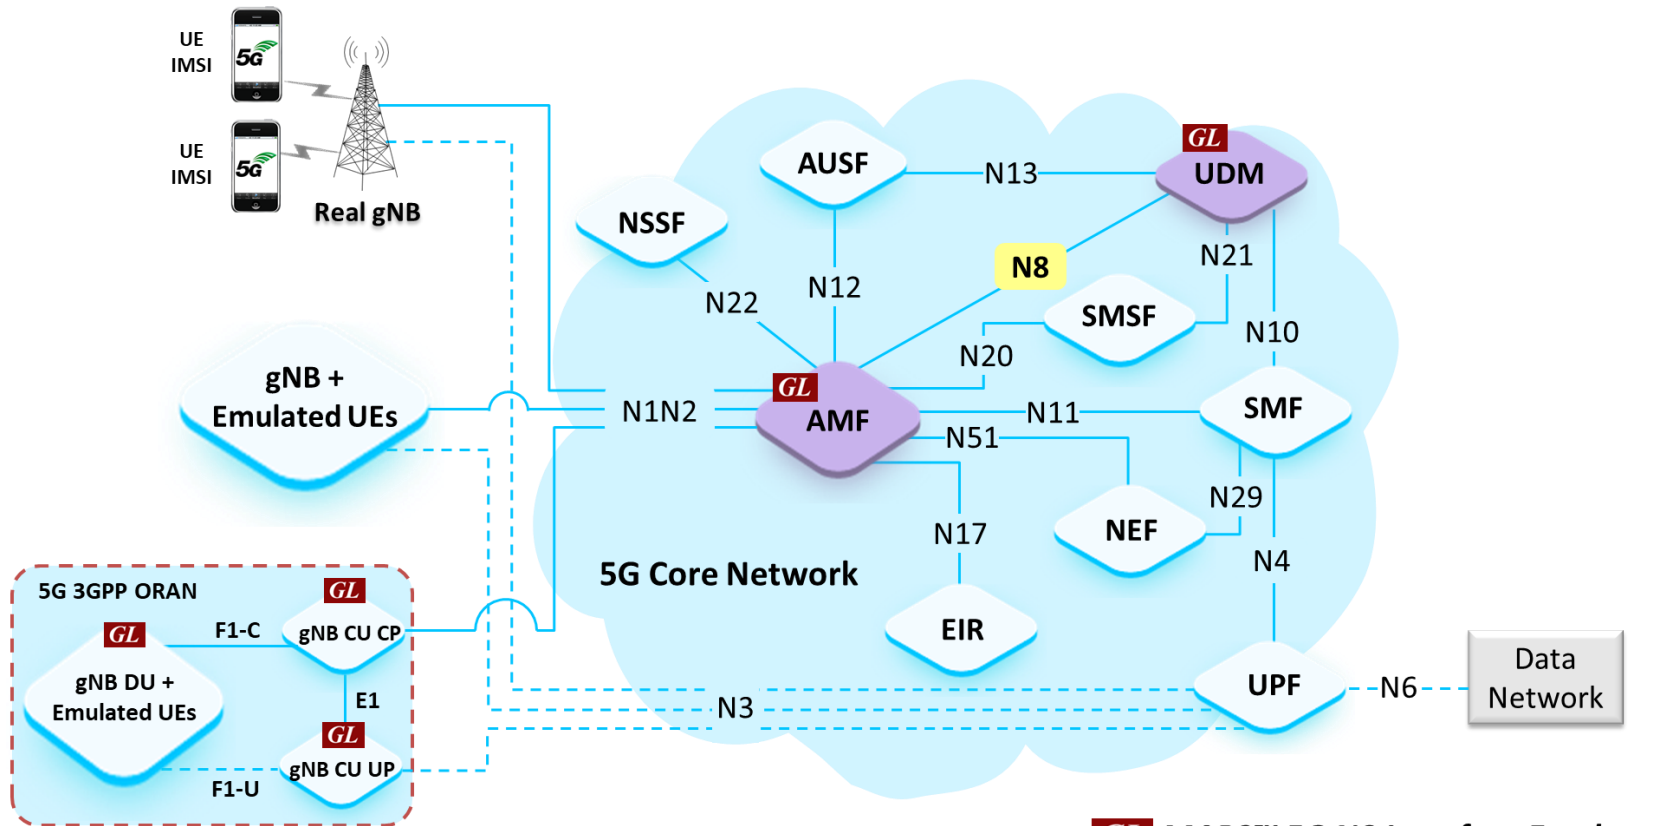 UE
IMSI
5G
UE
IMSI
5G
Real gNB
NSSF
AUSF
N13
GL
UDM
N22
N12
N8
N21
SMSF
N20
N10
gNB +
Emulated UEs
N1N2
GL
AMF
N11
SMF
N51
N29
NEF
N17
N4
5G Core Network
EIR
5G 3GPP ORAN
GL
gNB CU CP
F1-C
GL
gNB DU +
Emulated UEs
E1
GL
gNB CU UP
F1-U
N3
UPF
N6
Data
Network